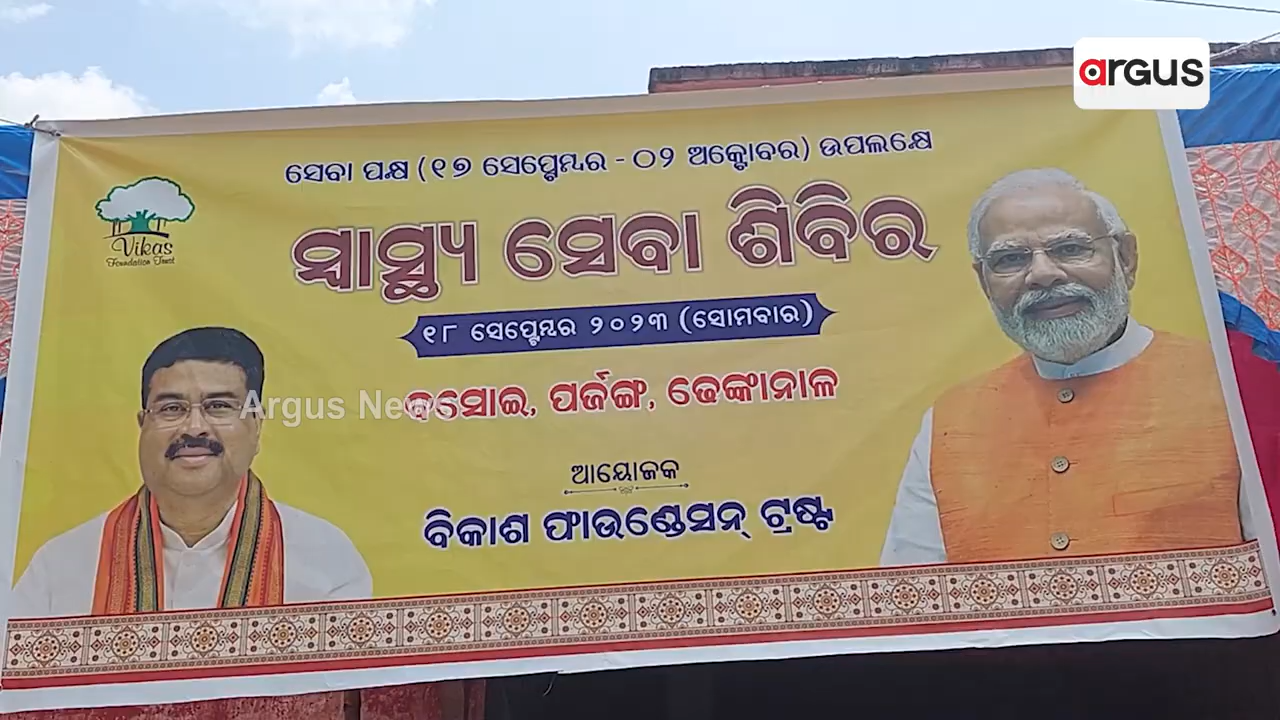 argus
ସେବା ପକ୍ଷ (୧୭ ସେପ୍ଟେମ୍ବର - ୦୨ ଅକ୍ଟୋବର) ଉପଲକ୍ଷେ
ସ୍ୱାସ୍ଥ୍ୟ ସେବା ଶିବିର
Vikas
Foundation Trust
୧୮ ସେପ୍ଟେମ୍ବର ୨୦୨୩ (ସୋମବାର)
Argus News
କସୋଇ, ପର୍ଜଙ୍ଗ, ଢେଙ୍କାନାଳ
ଆୟୋଜକ
ବିକାଶ ଫାଉଣ୍ଡେସନ୍ ଟ୍ରଷ୍ଟ